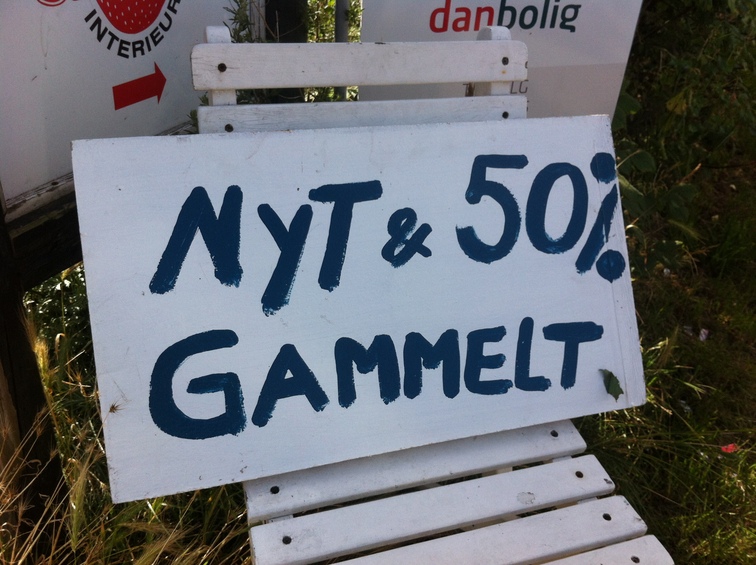 INTERIEUR
danbolig
NYT & 50%
GAMMELT